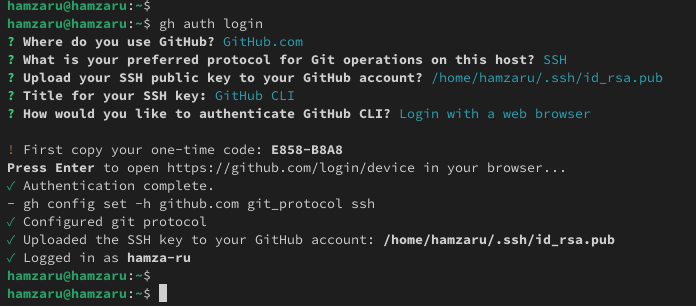 hamzaru@hamzaru:~$
hamzaru@hamzaru:~$ gh auth login
? Where do you use GitHub? GitHub.com
? What is your preferred protocol for Git operations on this host? SSH
? Upload your SSH public key to your GitHub account? /home/hamzaru/.ssh/id_rsa.pub
? Title for your SSH key: GitHub CLI
? How would you like to authenticate GitHub CLI? Login with a web browser

! First copy your one-time code: E858-B8A8
Press Enter to open https://github.com/login/device in your browser...
✓ Authentication complete.
- gh config set -h github.com git_protocol ssh
✓ Configured git protocol
✓ Uploaded the SSH key to your GitHub account: /home/hamzaru/.ssh/id_rsa.pub
✓ Logged in as hamza-ru
hamzaru@hamzaru:~$
hamzaru@hamzaru:~$